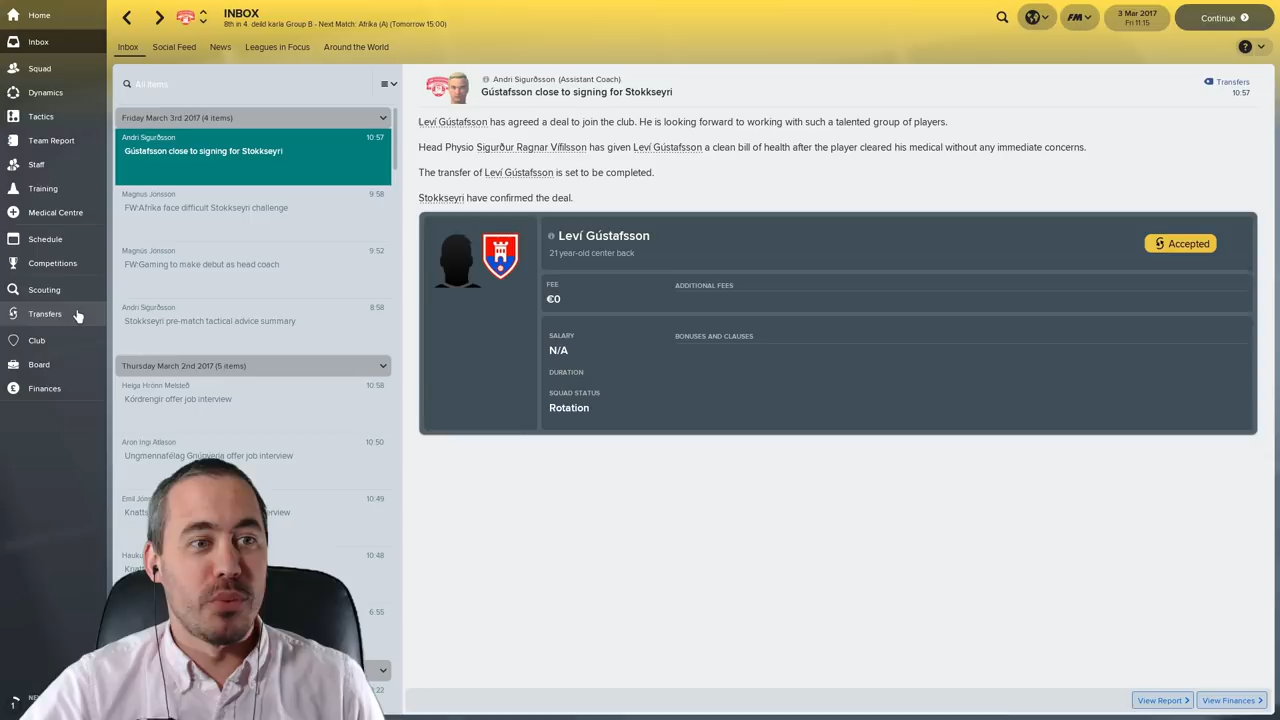 Home
Inbox
Squad
Dynamics
Tactics
Team Report
Staff
Training
Medical Centre
Schedule
Competitions
Scouting
Transfers
Club
Board
Finances
INBOX
8th in 4. deild karla Group B - Next Match: Afríka (A) (Tomorrow 15:00)
FM
3 Mar 2017
Fri 11:15
Continue
Inbox
Social Feed
News
Leagues in Focus
Around the World
All Items
Friday March 3rd 2017 (4 items)
Andri Sigurðsson 10:57
Gústafsson close to signing for Stokkseyri
Magnus Jónsson 9:58
FW:Afríka face difficult Stokkseyri challenge
Magnús Jónsson 9:52
FW:Gaming to make debut as head coach
Andri Sigurðsson 8:58
Stokkseyri pre-match tactical advice summary
Thursday March 2nd 2017 (5 items)
Helga Hrönn Melsteð 10:58
Kórdrengir offer job interview
Aron Ingi Atlason 10:50
Ungmennafélag Gnúpverja offer job interview
10:49
10:48
6:55
Andri Sigurðsson (Assistant Coach)
Gústafsson close to signing for Stokkseyri
Transfers
10:57
Leví Gústafsson has agreed a deal to join the club. He is looking forward to working with such a talented group of players.
Head Physio Sigurður Ragnar Vífilsson has given Leví Gústafsson a clean bill of health after the player cleared his medical without any immediate concerns.
The transfer of Leví Gústafsson is set to be completed.
Stokkseyri have confirmed the deal.
Leví Gústafsson
21 year-old center back
Accepted
FEE
€0
ADDITIONAL FEES
SALARY
N/A
BONUSES AND CLAUSES
DURATION
SQUAD STATUS
Rotation
View Report
View Finances